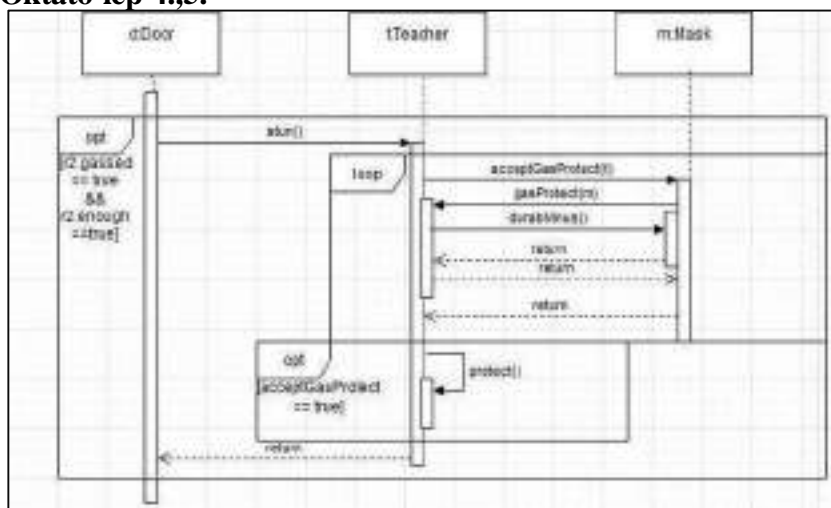 Oktató lép 4.,5.
d:Door
t:Teacher
m:Mask
opt
[r2.gassed
== true
&&
r2.enough
==true]
stun()
loop
acceptGasProtect(t)
gasProtect(m)
durabMinus()
return
return
return
opt
[acceptGasProtect
== true]
protect()
return